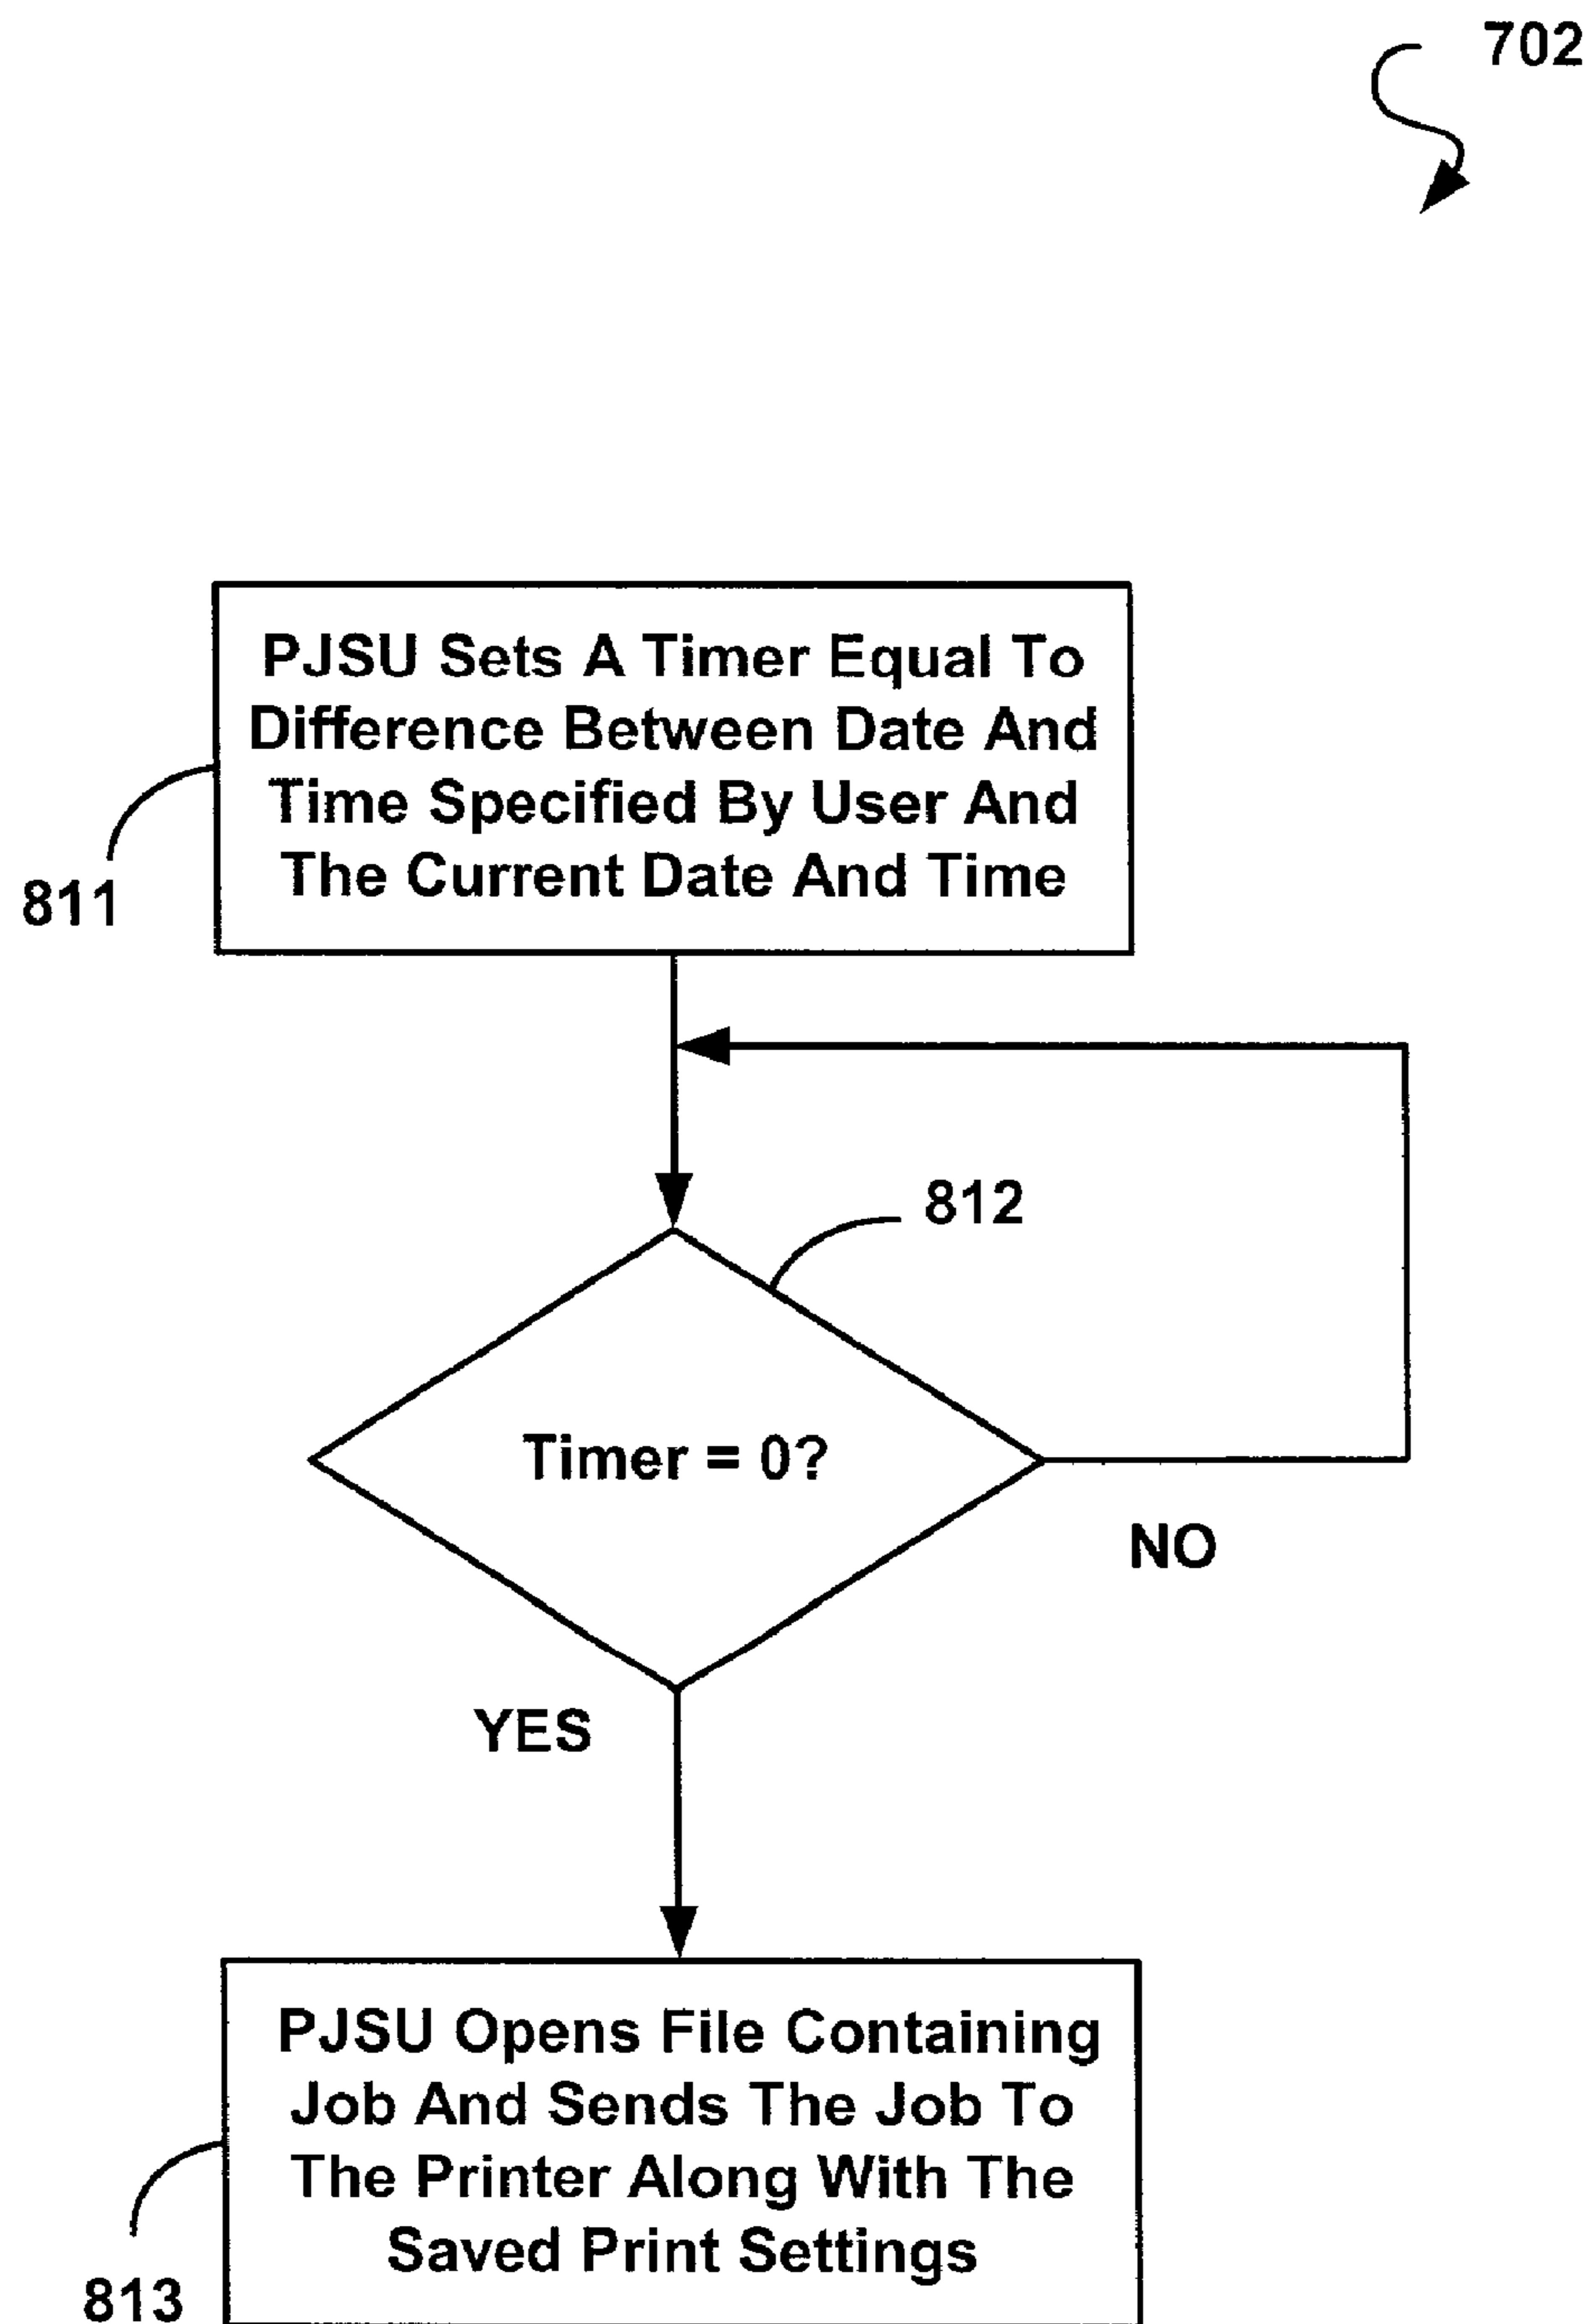 702
PJSU Sets A Timer Equal To
Difference Between Date And
Time Specified By User And
The Current Date And Time
811
812
Timer = 0?
NO
YES
PJSU Opens File Containing
Job And Sends The Job To
The Printer Along With The
Saved Print Settings
813